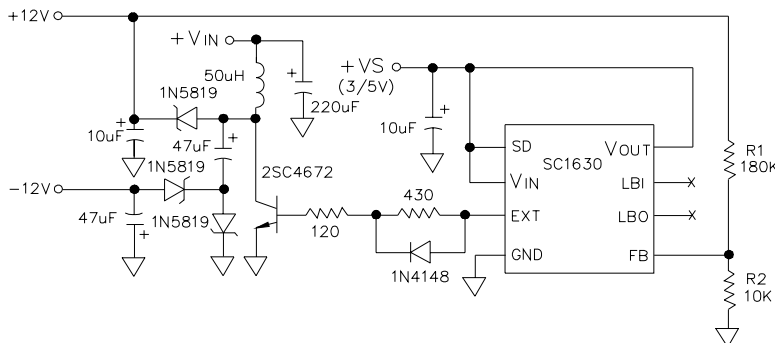 +12V
+VIN
50uH
+VS
(3/5V)
1N5819
+
+
+
220uF
10uF
47uF
+
10uF
+
SD
SC1630
VOUT
R1
180K
-12V
1N5819
2SC4672
VIN
LBI
X
47uF
+
1N5819
430
EXT
LBO
X
120
1N4148
GND
FB
R2
10K